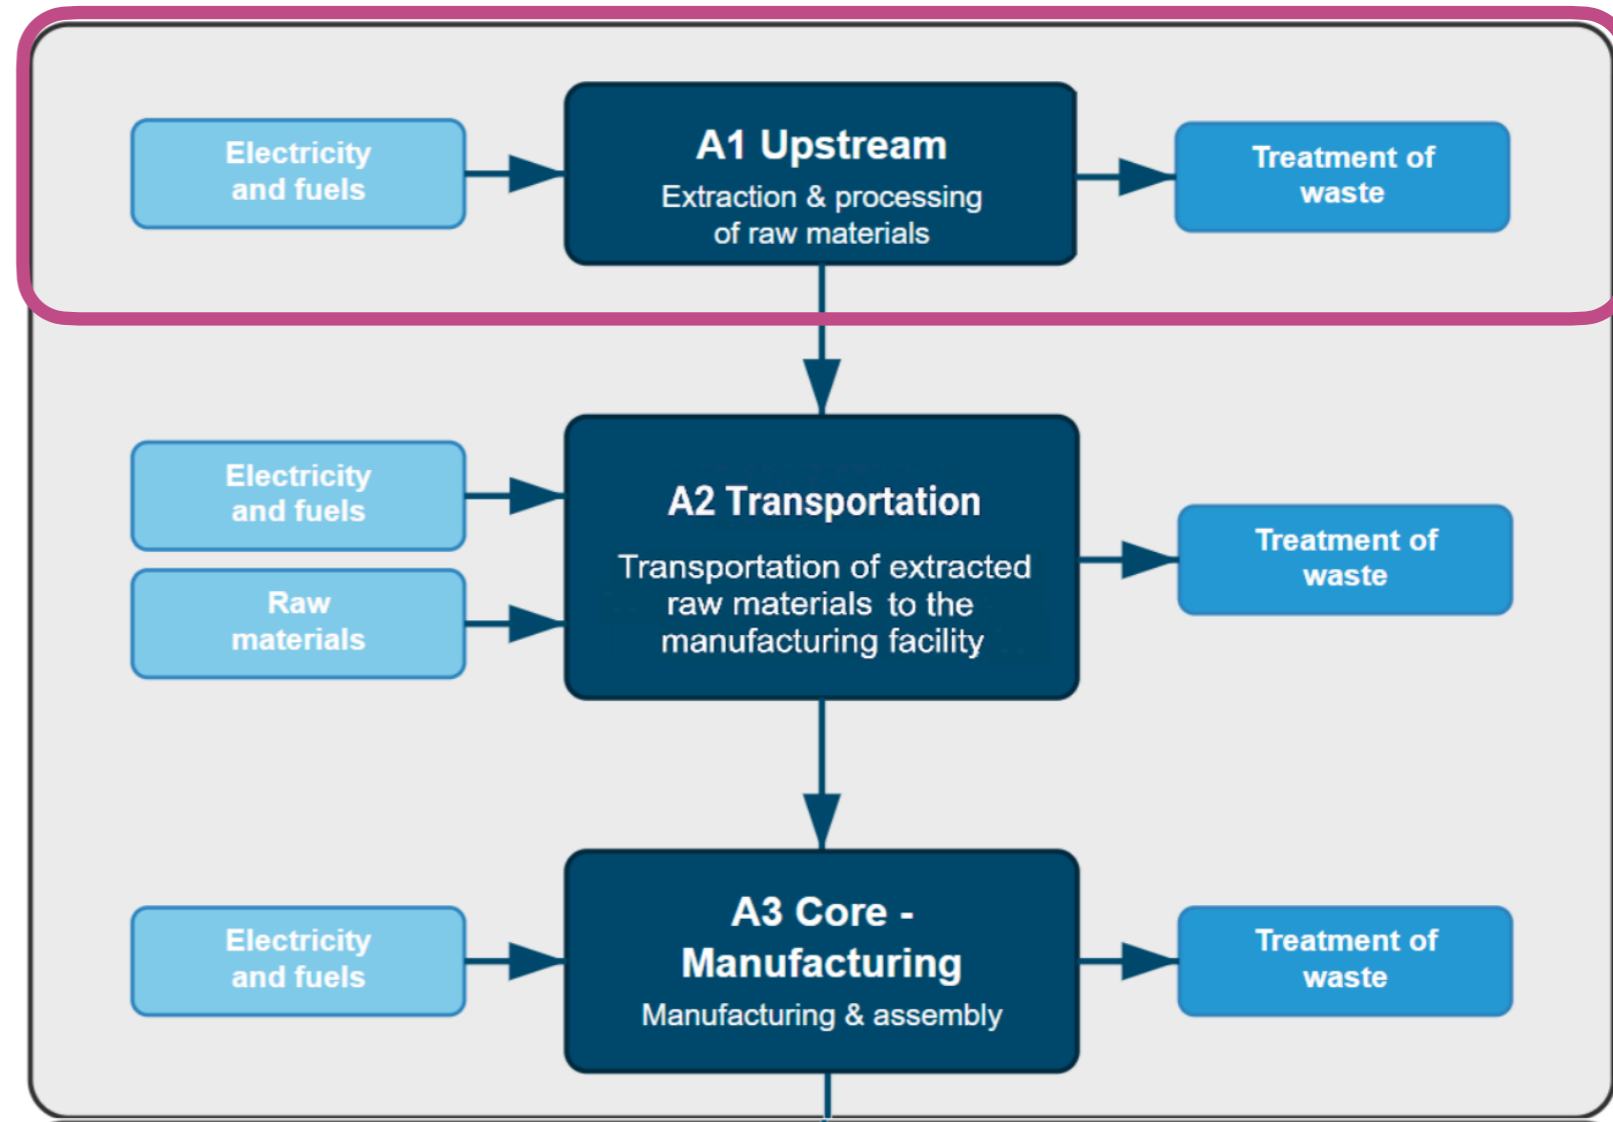 Electricity
and fuels
A1 Upstream
Extraction & processing
of raw materials
Treatment of
waste
Electricity
and fuels
Raw
materials
A2 Transportation
Transportation of extracted
raw materials to the
manufacturing facility
Treatment of
waste
Electricity
and fuels
A3 Core -
Manufacturing
Manufacturing & assembly
Treatment of
waste